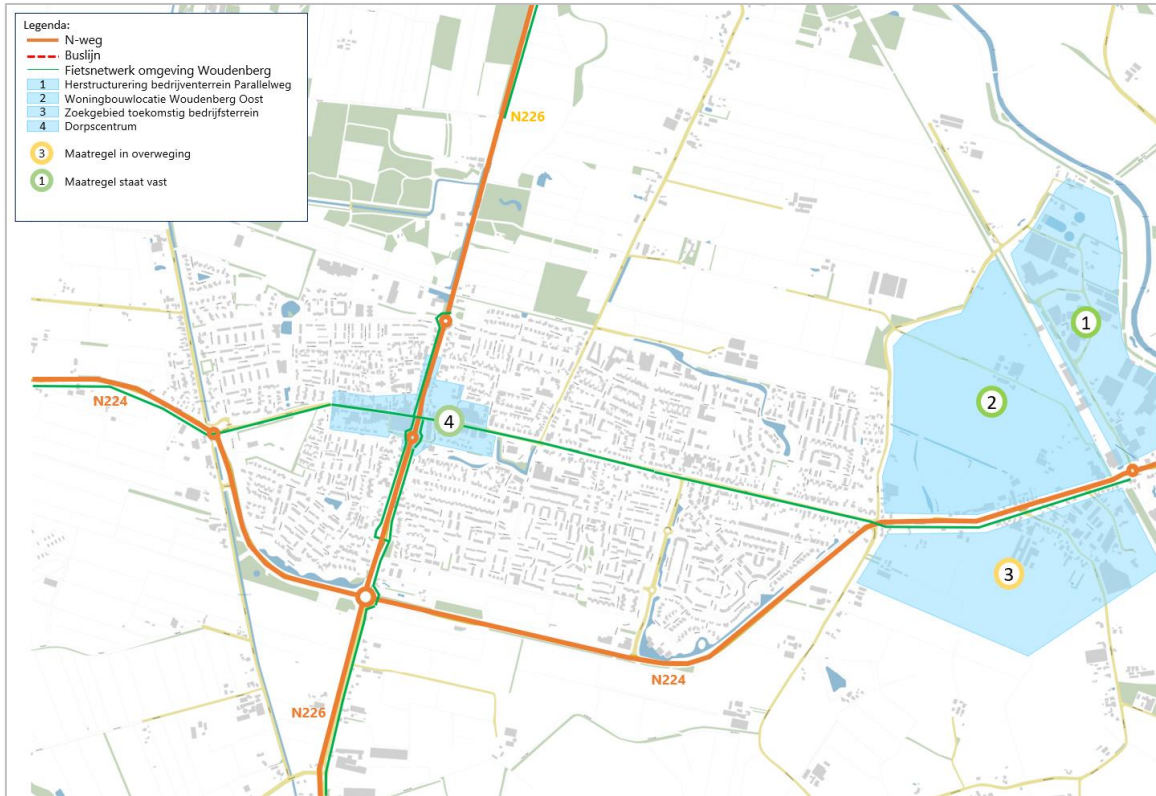 Legenda:
N-weg
Buslijn
Fietsnetwerk omgeving Woudenberg
1 Herstructurering bedrijventerrein Parallelweg
2 Woningbouwlocatie Woudenberg Oost
3 Zoekgebied toekomstig bedrijfsterrein
4 Dorpscentrum
3 Maatregel in overweging
1 Maatregel staat vast
N226
1
N224
2
4
3
N224
N226